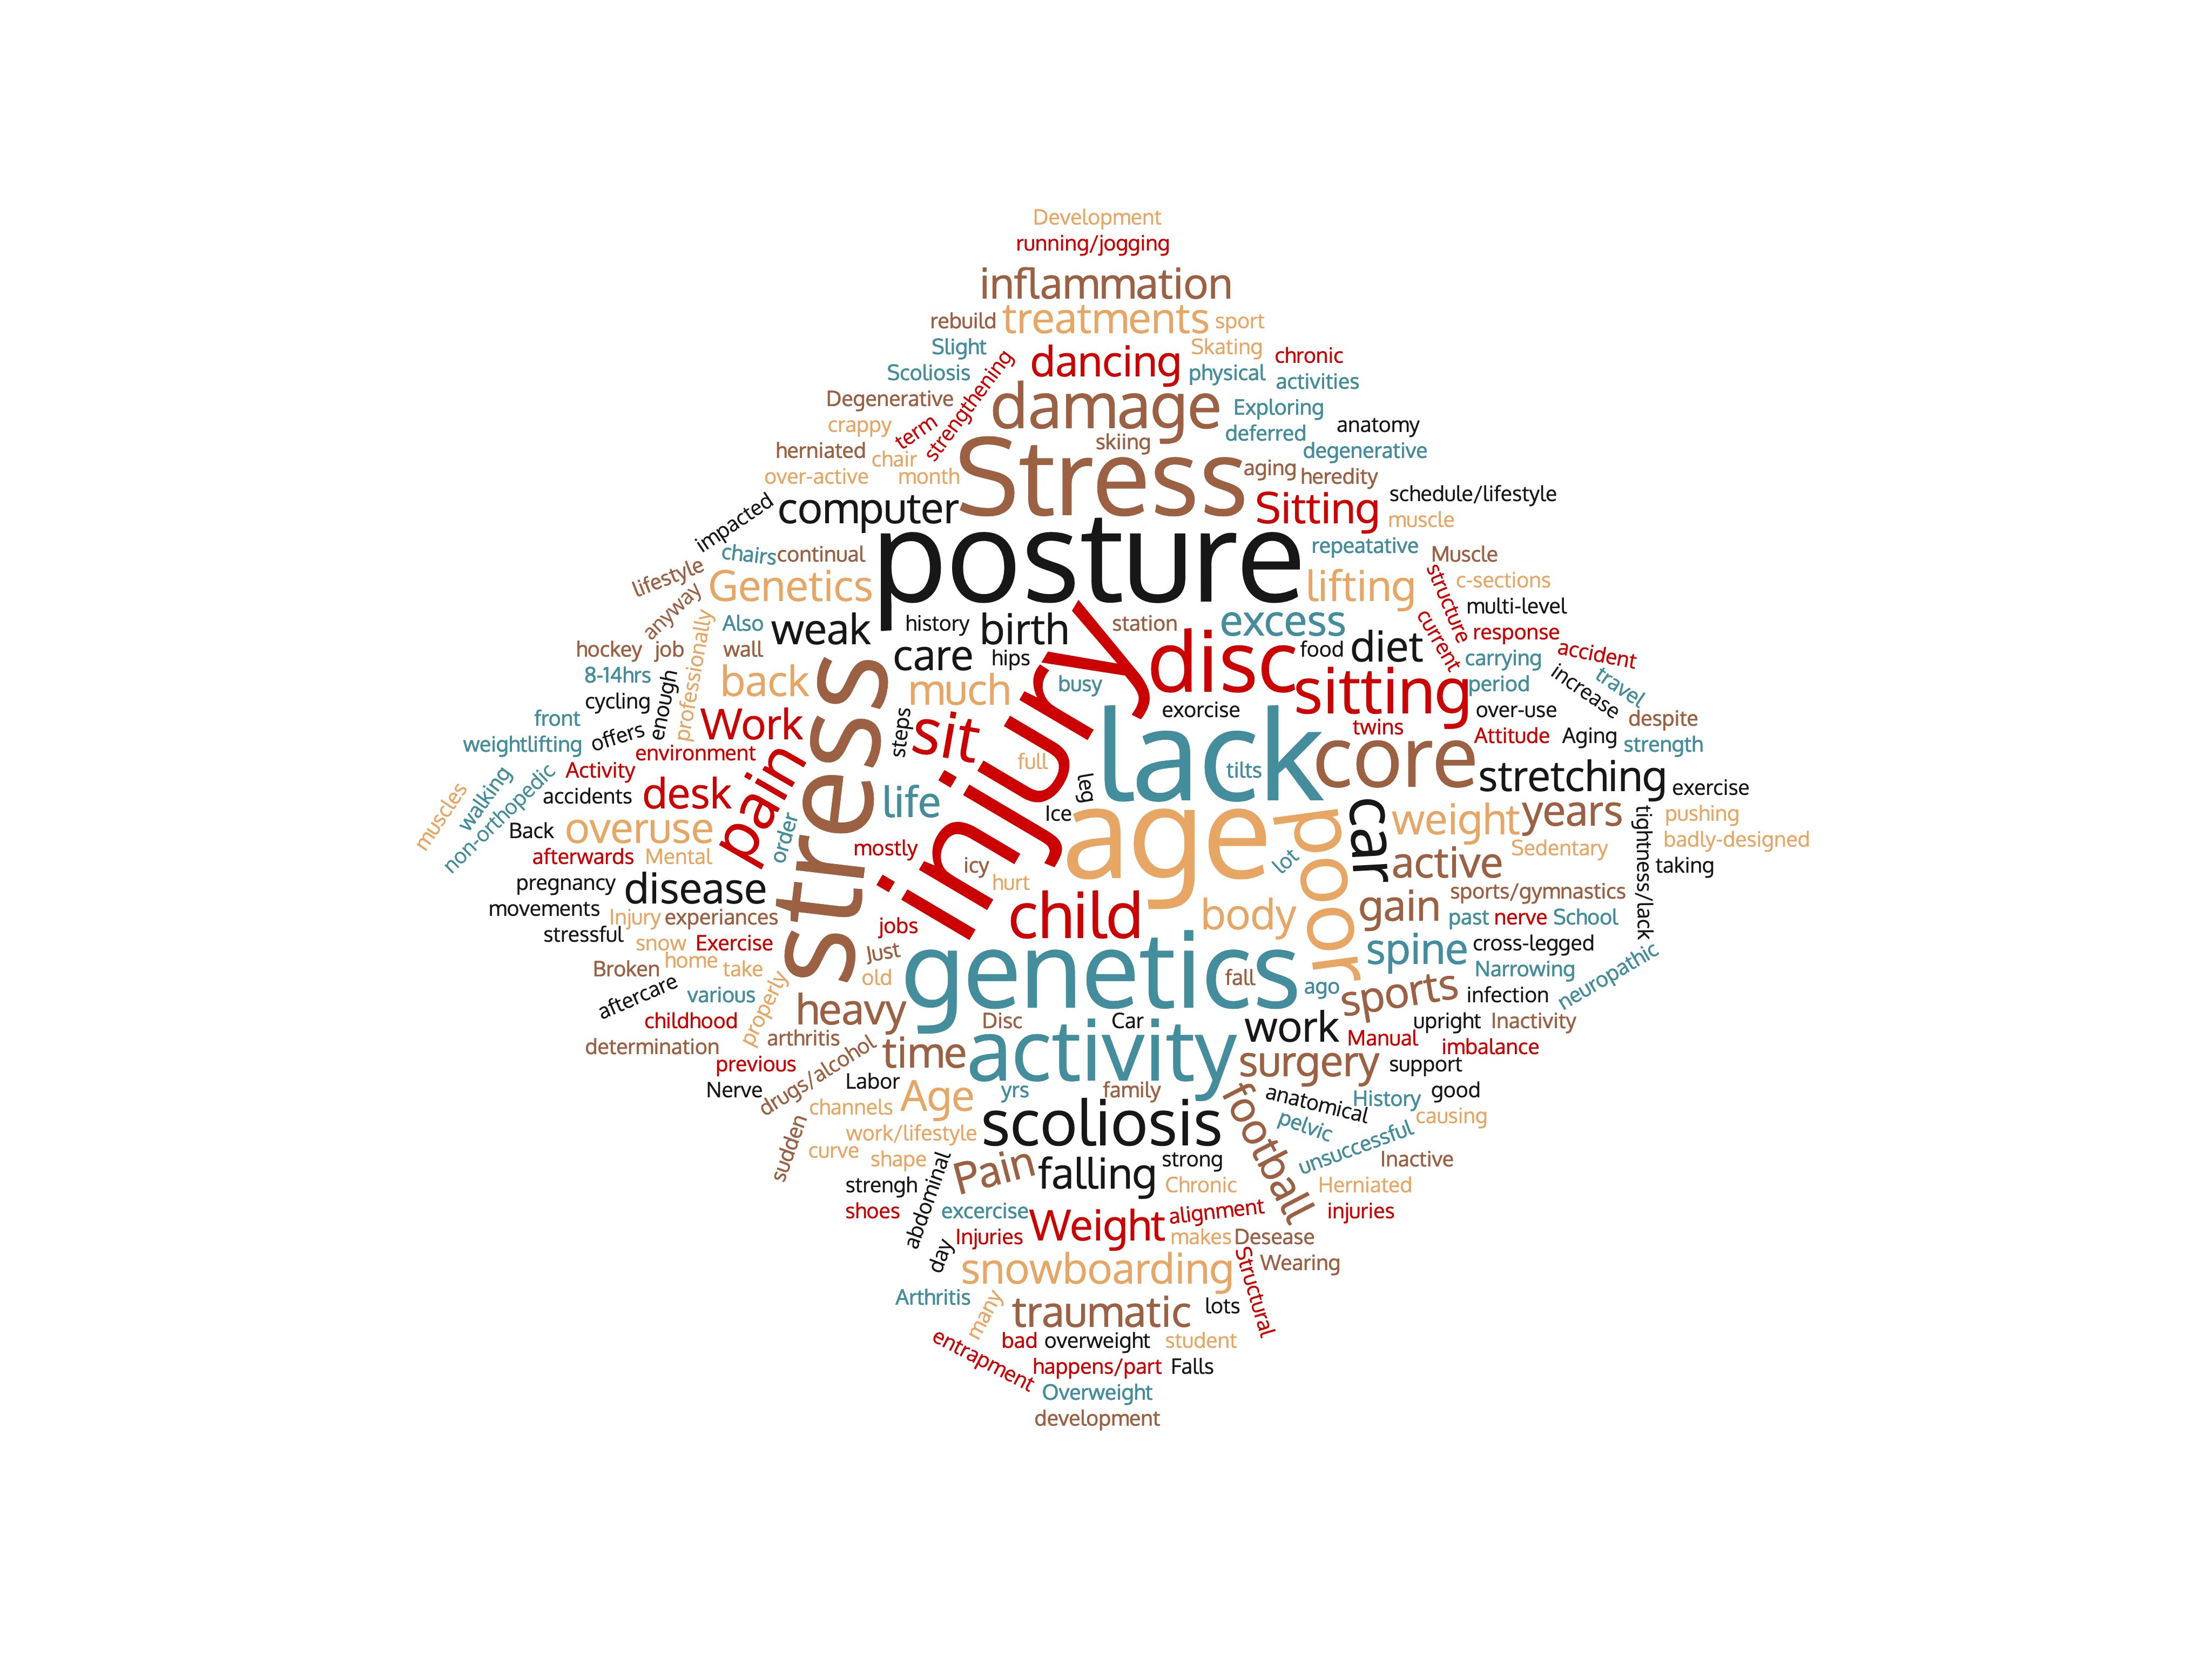 Development
running/jogging
inflammation
rebuild treatments sport
Slight Skating
dancing chronic
Scoliosis strengthening physical activities
Degenerative damage Exploring
crappy term deferred anatomy
skiing
herniated chair Stress degenerative
over-active month aging heredity
impacted computer Sitting schedule/lifestyle
muscle
posture
chairs continual repeatative Muscle
lifestyle Genetics lifting structure c-sections
anyway professionally multi-level
Also weak history birth station excess current response
hockey job wall care hips food diet carrying accident
8-14hrs enough back stress much busy injury disc sitting period increase travel
cycling exorcise over-use
front offers Work steps sit lack twins despite
weightlifting environment core Attitude Aging strength
muscles walking non-orthopedic Activity pain full tilts stretching
accidents desk life leg car exercise
Back overuse order Ice age poor weight years tightness/lack pushing
afterwards Mental mostly lot Sedentary badly-designed
icy active taking
pregnancy disease hurt sports/gymnastics
movements Injury experiances child body gain past nerve School
stressful snow Exercise jobs Just spine cross-legged
Broken home take old genetics fall ago Narrowing neuropathic
aftercare various properly heavy sports infection
childhood Disc Car work upright Inactivity
determination arthritis time activity Manual imbalance
previous drugs/alcohol surgery support
Nerve Labor Age yrs family football anatomical History good
channels pelvic causing
sudden work/lifestyle scoliosis unsuccessful
curve shape abdominal Pain falling strong Inactive
strengh Chronic Herniated
shoes excercise Weight alignment injuries
day Injuries makes Desease
snowboarding Structural Wearing
Arthritis many traumatic lots
entrapment bad overweight student
happens/part Falls
Overweight
development